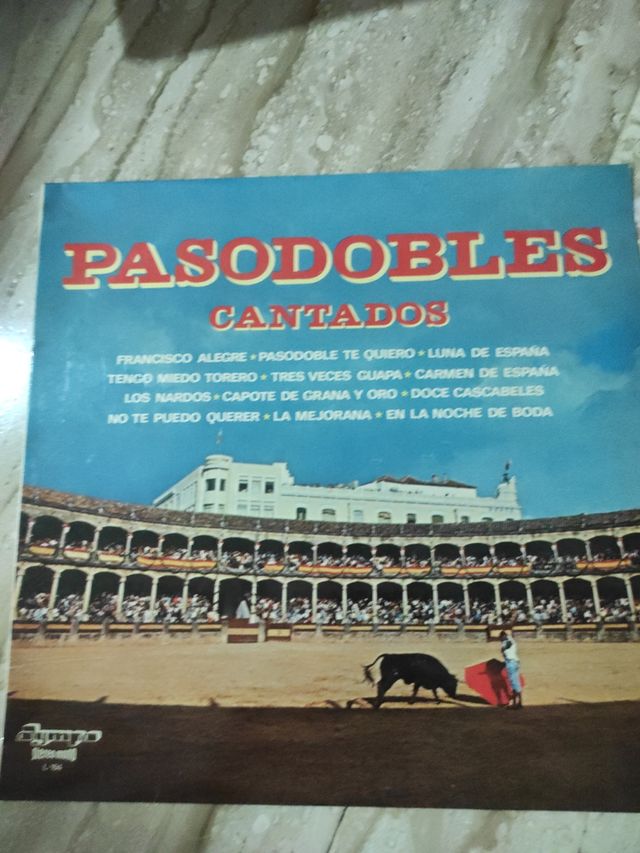 PASODOBLES
CANTADOS
FRANCISCO ALEGRE ★ PASODOBLE TE QUIERO ★ LUNA DE ESPAÑA
TENGO MIEDO TORERO ★ TRES VECES GUAPA ★ CARMEN DE ESPAÑA
LOS NARDOS ★ CAPOTE DE GRANA Y ORO ★ DOCE CASCABELES
NO TE PUEDO QUERER ★ LA MEJORANA ★ EN LA NOCHE DE BODA
Olympo